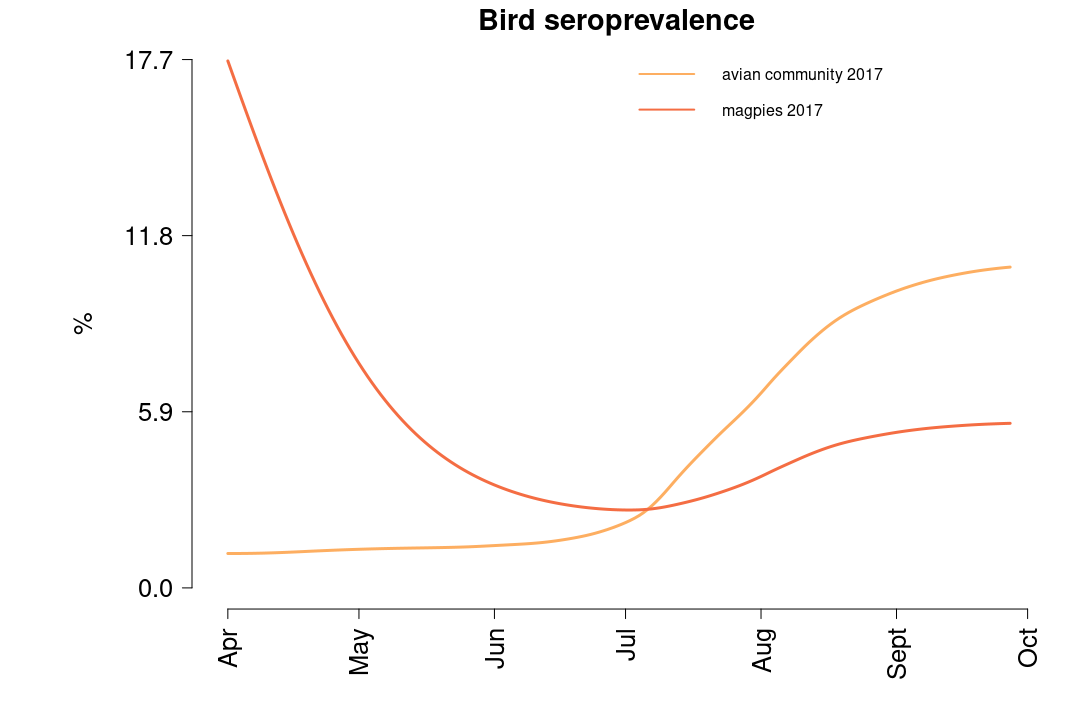 Bird seroprevalence
avian community 2017
magpies 2017
17.7
11.8
5.9
0.0
%
Apr
May
Jun
Jul
Aug
Sept
Oct